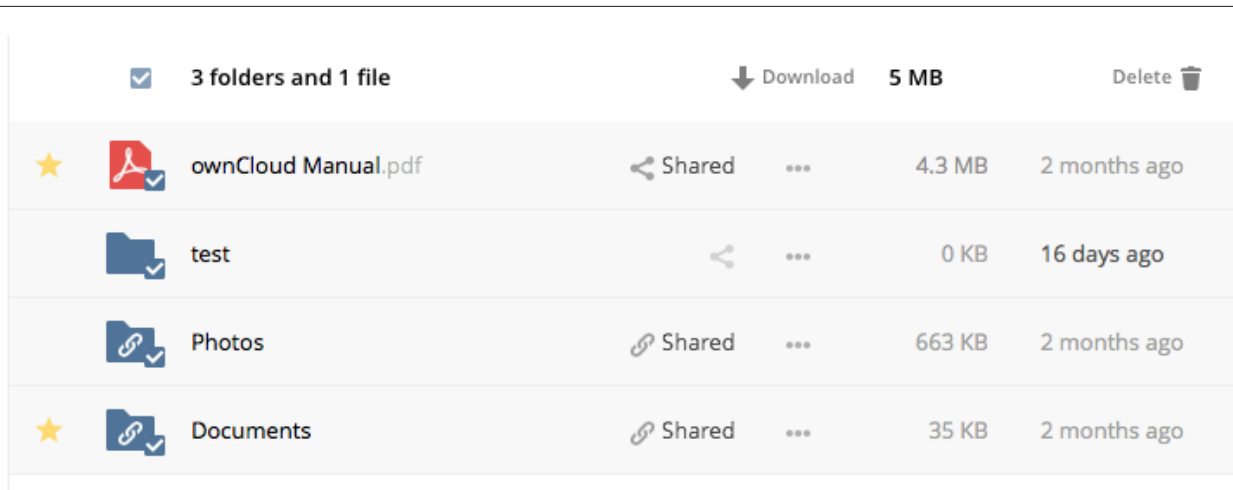 3 folders and 1 file Download 5 MB Delete
ownCloud Manual.pdf Shared ... 4.3 MB 2 months ago
test ... 0 KB 16 days ago
Photos Shared ... 663 KB 2 months ago
Documents Shared ... 35 KB 2 months ago